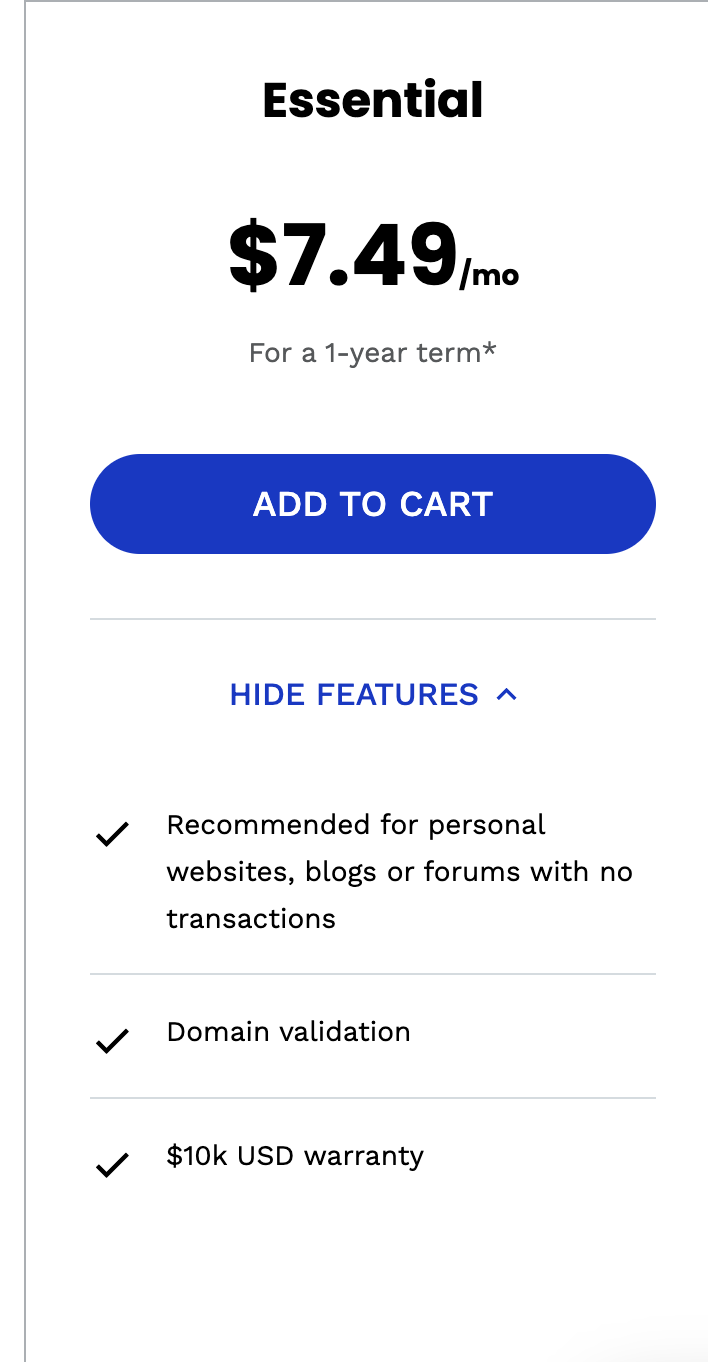 Essential
$7.49/mo
For a 1-year term*
ADD TO CART
HIDE FEATURES
Recommended for personal
websites, blogs or forums with no
transactions
Domain validation
$10k USD warranty